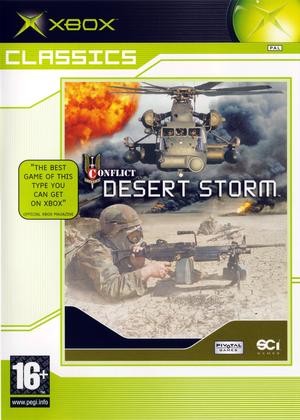 XBOX
PAL
CLASSICS
CONFLICT
DESERT STORM
"THE BEST
GAME OF THIS
TYPE YOU
CAN GET
ON XBOX"
OFFICIAL XBOX MAGAZINE
16+
www.pegi.info
PIVOTAL
GAMES
SCi
GAMES